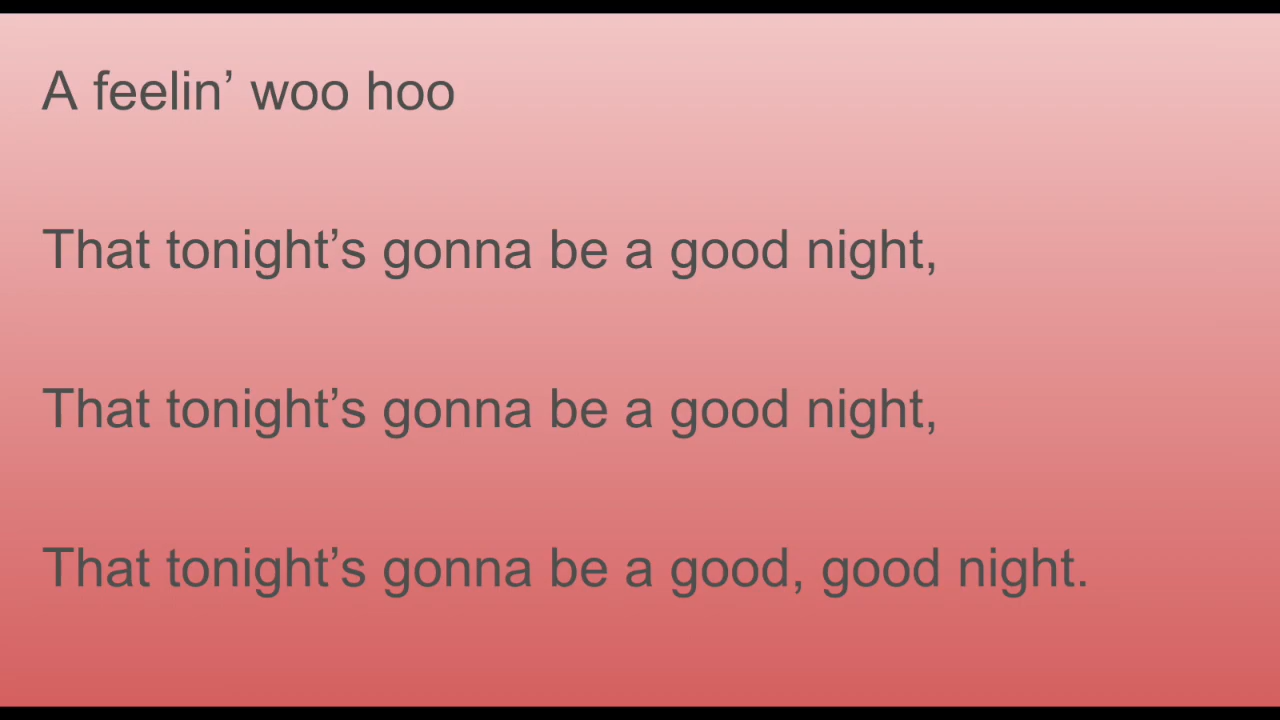 A feelin’ woo hoo
That tonight’s gonna be a good night,
That tonight’s gonna be a good night,
That tonight’s gonna be a good, good night.